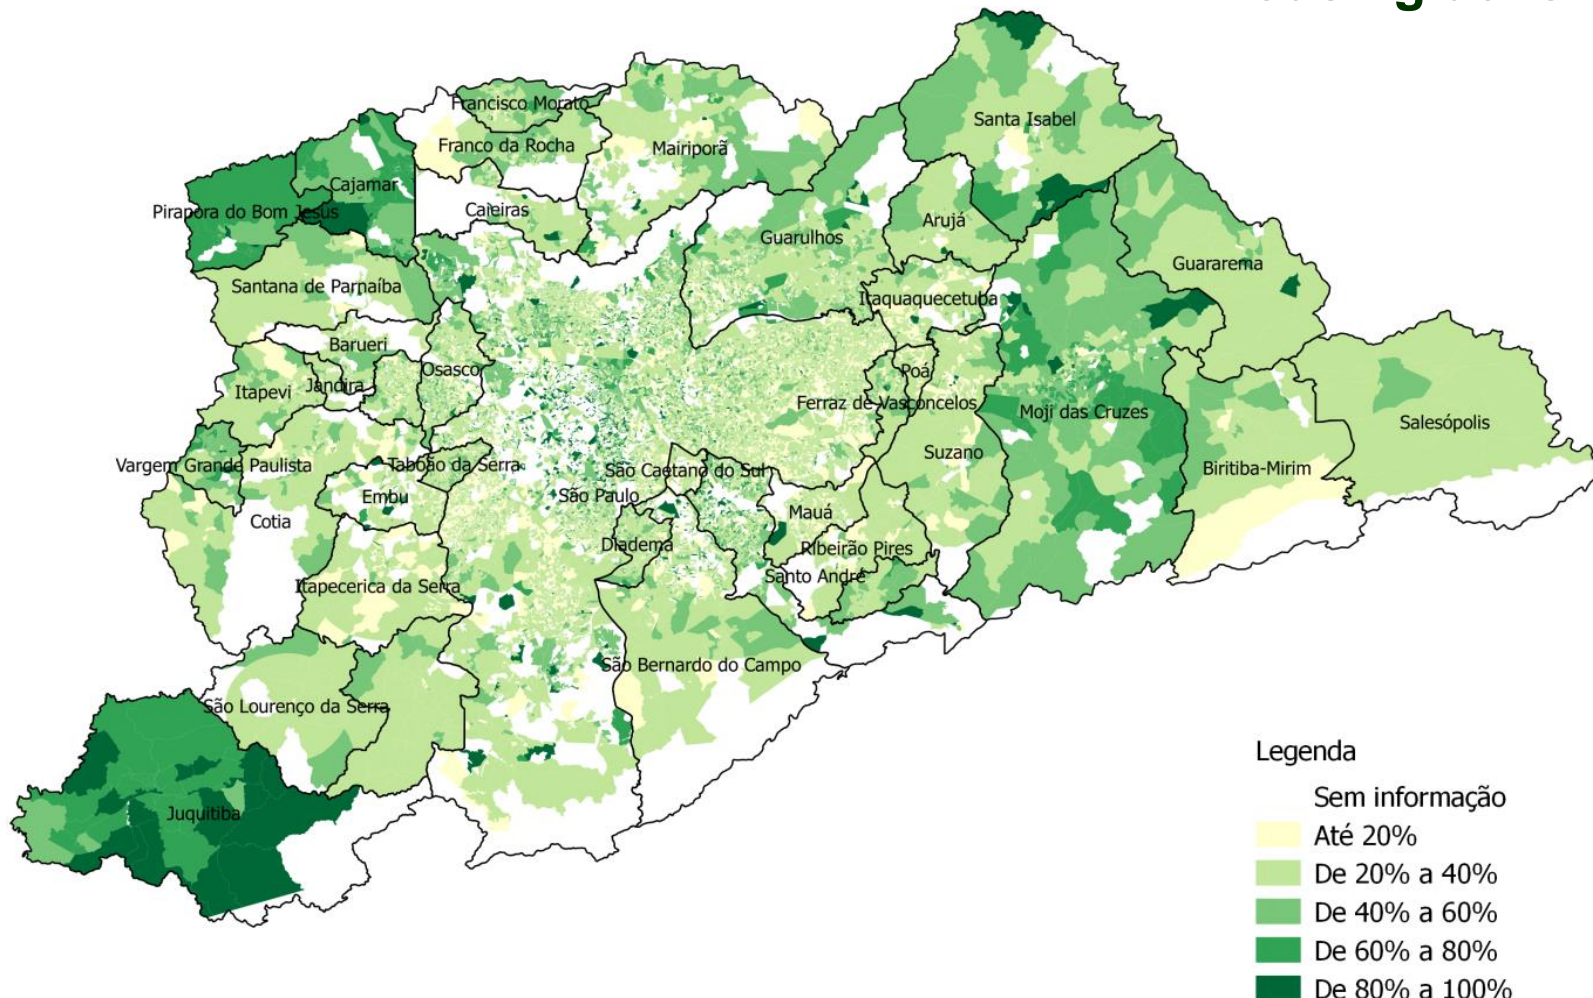 Francisco Morato
Santa Isabel
Franco da Rocha
Mairiporã
Cajamar
Pirapora do Bom Jesus
Caieiras
Arujá
Guarulhos
Guararema
Santana de Parnaíba
Itaquaquecetuba
Barueri
Osasco
Poá
Itapevi
Jandira
Ferraz de Vasconcelos
Moji das Cruzes
Salesópolis
Suzano
Vargem Grande Paulista
Taboão da Serra
São Caetano do Sul
Biritiba-Mirim
Embu
São Paulo
Mauá
Cotia
Diadema
Ribeirão Pires
Santo André
Itapecerica da Serra
São Bernardo do Campo
São Lourenço da Serra
Juquitiba
Legenda
Sem informação
Até 20%
De 20% a 40%
De 40% a 60%
De 60% a 80%
De 80% a 100%